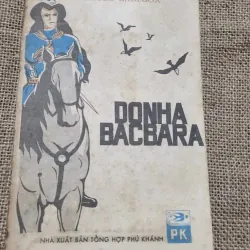 DONHA
BACBARA
NHÀ XUẤT BẢN TỔNG HỢP PHÚ KHÁNH
PK